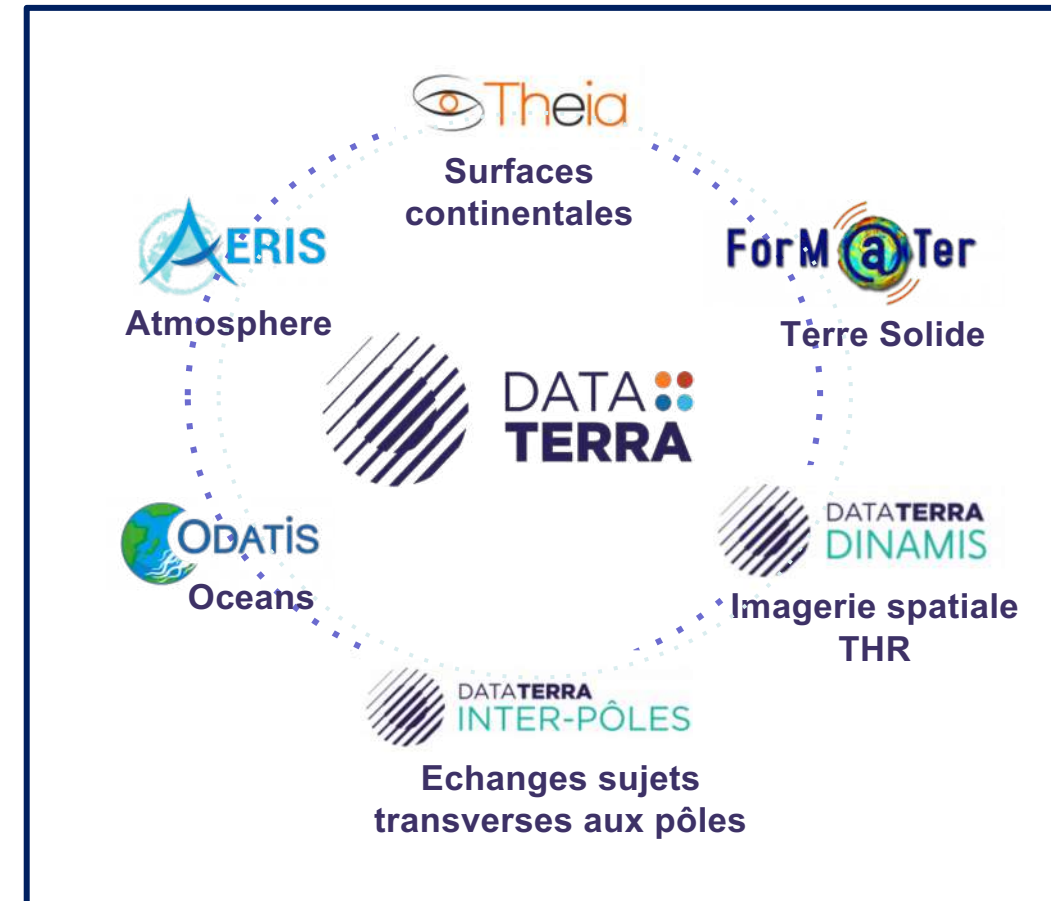 Theia
Surfaces
continentales
AERIS
Atmosphere
ForM@Ter
Terre Solide
DATA
TERRA
ODATiS
Oceans
DATATERRA
DINAMIS
Imagerie spatiale
THR
DATATERRA
INTER-PÔLES
Echanges sujets
transverses aux pôles